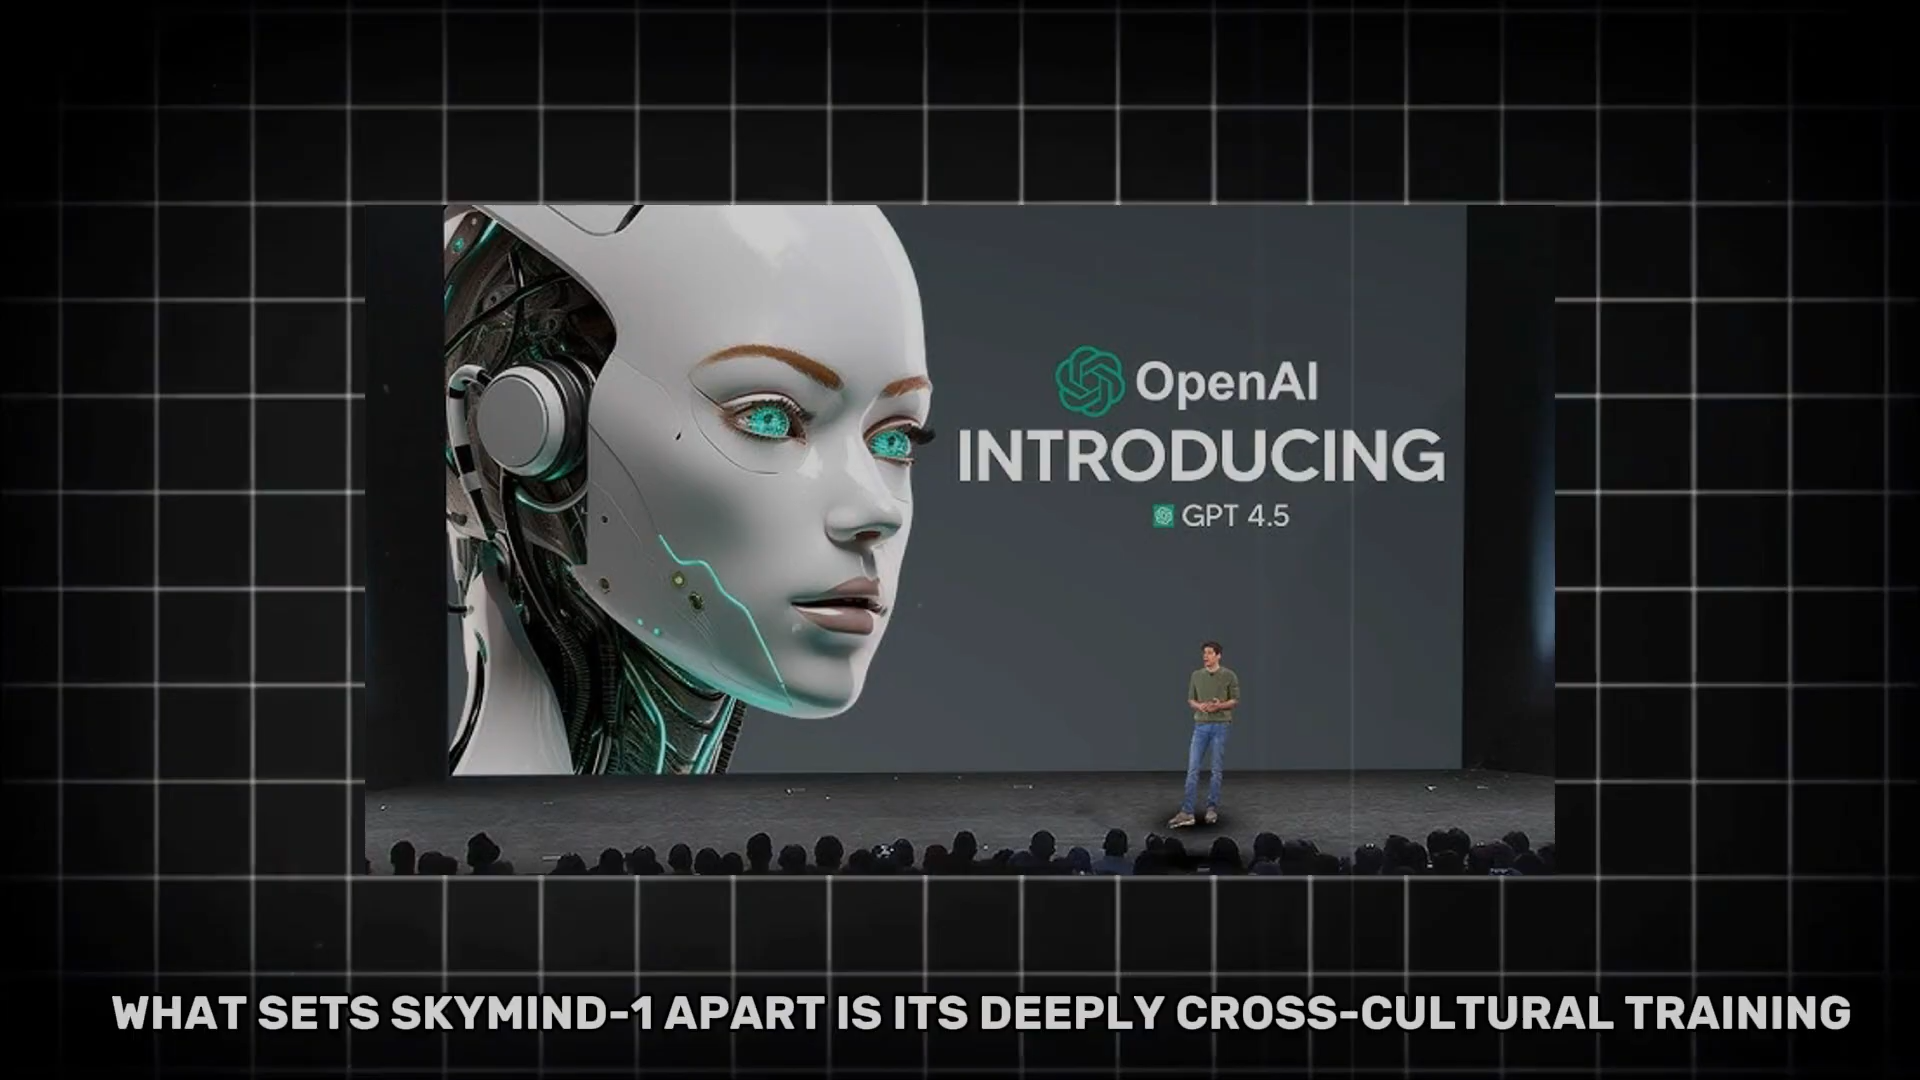 OpenAI
INTRODUCING
GPT 4.5
WHAT SETS SKYMIND-1 APART IS ITS DEEPLY CROSS-CULTURAL TRAINING